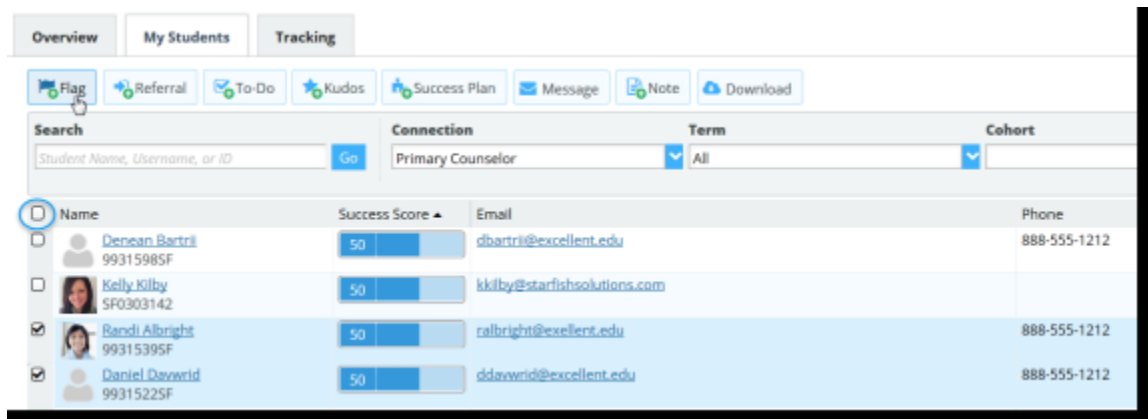 Overview My Students Tracking
Flag Referral To-Do Kudos Success Plan Message Note Download
Search Connection Term Cohort
Student Name, Username, or ID Go Primary Counselor All
Name Success Score Email Phone
Denean Bartrii 50 dbartrii@excellent.edu 888-555-1212
9931598SF
Kelly Kilby 50 kkilby@starfishsolutions.com
SF0303142
Randi Albright 50 ralbright@exellent.edu 888-555-1212
9931539SF
Daniel Davwrid 50 ddavwrid@excellent.edu 888-555-1212
9931522SF